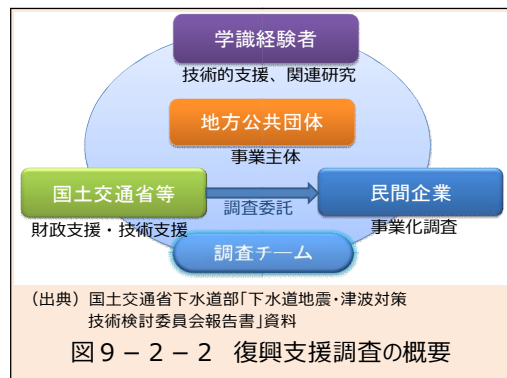 学識経験者
技術的支援、関連研究
地方公共団体
事業主体
国土交通省等
調査委託
民間企業
財政支援・技術支援
事業化調査
調査チーム
(出典)国土交通省下水道部「下水道地震・津波対策
技術検討委員会報告書」資料
図9-2-2 復興支援調査の概要